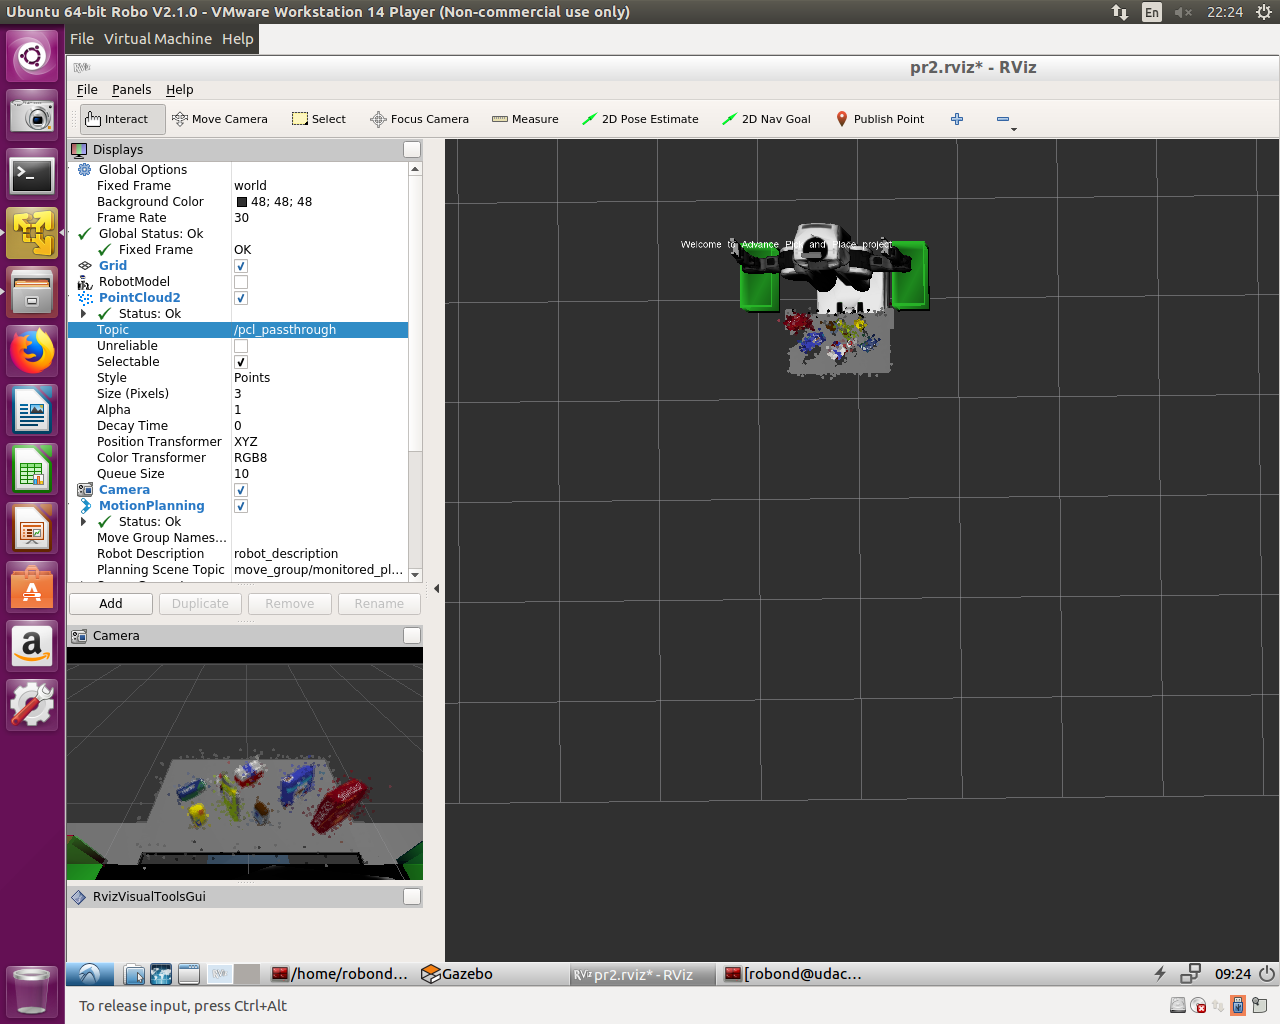 Ubuntu 64-bit Robo V2.1.0 - VMware Workstation 14 Player (Non-commercial use only)
En
22:24
File Virtual Machine Help
pr2.rviz* - RViz
File Panels Help
Interact
Move Camera
Select
Focus Camera
Measure
2D Pose Estimate
2D Nav Goal
Publish Point
Displays
Global Options
Fixed Frame world
Background Color 48; 48; 48
Frame Rate 30
Global Status: Ok
Fixed Frame OK
Grid
RobotModel
PointCloud2
Status: Ok
Topic /pcl_passthrough
Unreliable
Selectable
Style Points
Size (Pixels) 3
Alpha 1
Decay Time 0
Position Transformer XYZ
Color Transformer RGB8
Queue Size 10
Camera
MotionPlanning
Status: Ok
Move Group Names...
Robot Description robot_description
Planning Scene Topic move_group/monitored_pl...
Add Duplicate Remove Rename
Camera
RvizVisualToolsGui
Welcome to Advance Pick and Place project
/home/robond...
Gazebo
RViz pr2.rviz* - RViz
[robond@udac...
09:24
To release input, press Ctrl+Alt